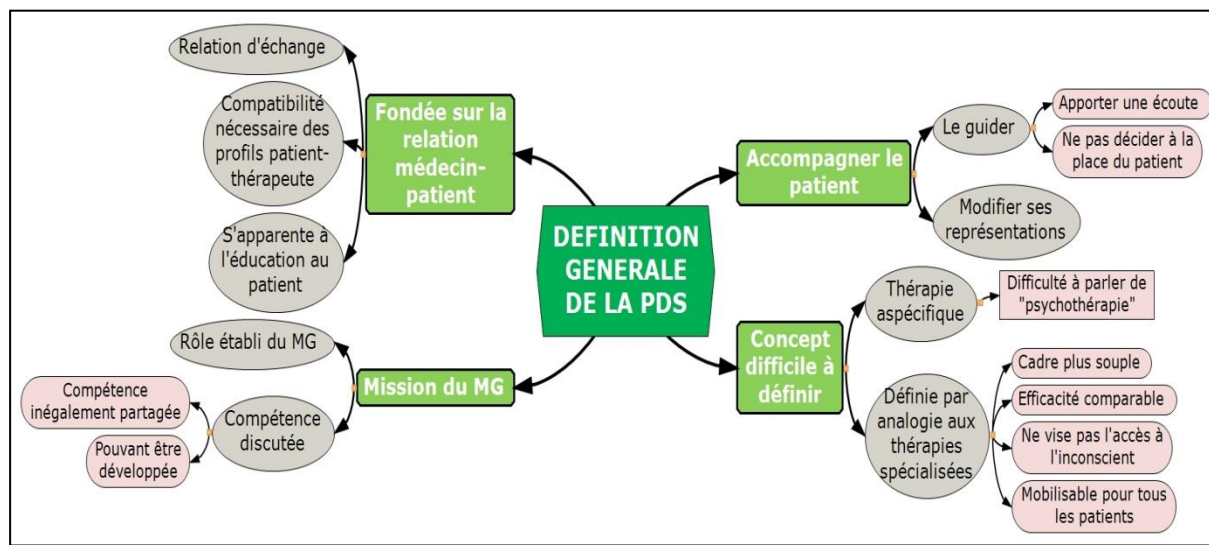 DEFINITION
GENERALE
DE LA PDS
Fondée sur la
relation
médecin-
patient
Relation d'échange
Compatibilité
nécessaire des
profils patient-
thérapeute
S'apparente à
l'éducation au
patient
Mission du MG
Rôle établi du MG
Compétence
discutée
Compétence
inégalement partagée
Pouvant être
développée
Accompagner le
patient
Le guider
Apporter une écoute
Ne pas décider à la
place du patient
Modifier ses
représentations
Concept
difficile à
définir
Thérapie
aspécifique
Difficulté à parler de
"psychothérapie"
Définie par
analogie aux
thérapies
spécialisées
Cadre plus souple
Efficacité comparable
Ne vise pas l'accès à
l'inconscient
Mobilisable pour tous
les patients